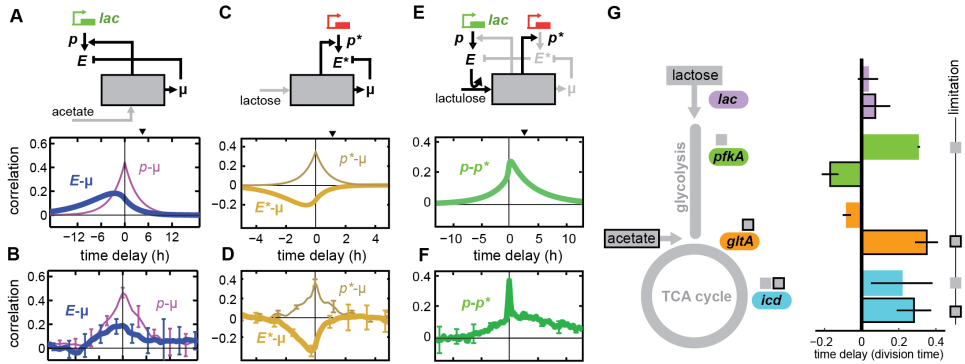 A
lac
p
E
μ
acetate
C
p*
E*
μ
lactose
E
lac
p
p*
E
E*
μ
lactulose
G
lactose
lac
glycolysis
pfkA
acetate
gltA
TCA cycle
icd
limitation
-0.2 0 0.2 0.4
time delay (division time)
correlation
0.6
0.4
0.2
0
p-μ
E-μ
−12 −6 0 6 12
time delay (h)
0.4
0.2
0
−0.2
p*-μ
E*-μ
−4 −2 0 2 4
time delay (h)
0.4
0.2
0
p-p*
−10 −5 0 5 10
time delay (h)
B
correlation
0.6
0.4
0.2
0
E-μ
p-μ
D
0.4
0.2
0
−0.2
p*-μ
E*-μ
F
0.4
0.2
0
p-p*